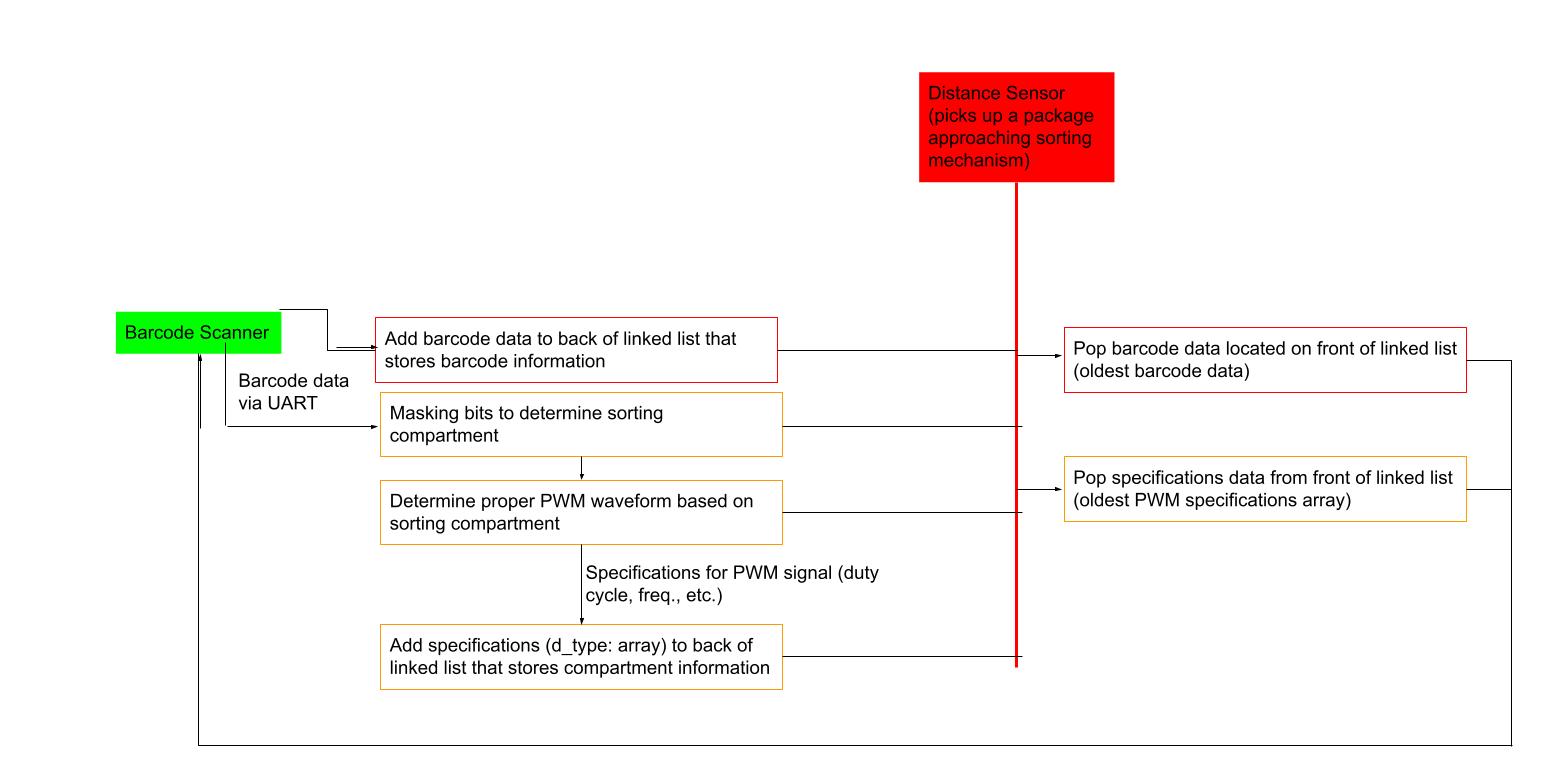 Distance Sensor
(picks up a package
approaching sorting
mechanism)
Barcode Scanner
Barcode data
via UART
Add barcode data to back of linked list that
stores barcode information
Masking bits to determine sorting
compartment
Determine proper PWM waveform based on
sorting compartment
Specifications for PWM signal (duty
cycle, freq., etc.)
Add specifications (d_type: array) to back of
linked list that stores compartment information
Pop barcode data located on front of linked list
(oldest barcode data)
Pop specifications data from front of linked list
(oldest PWM specifications array)